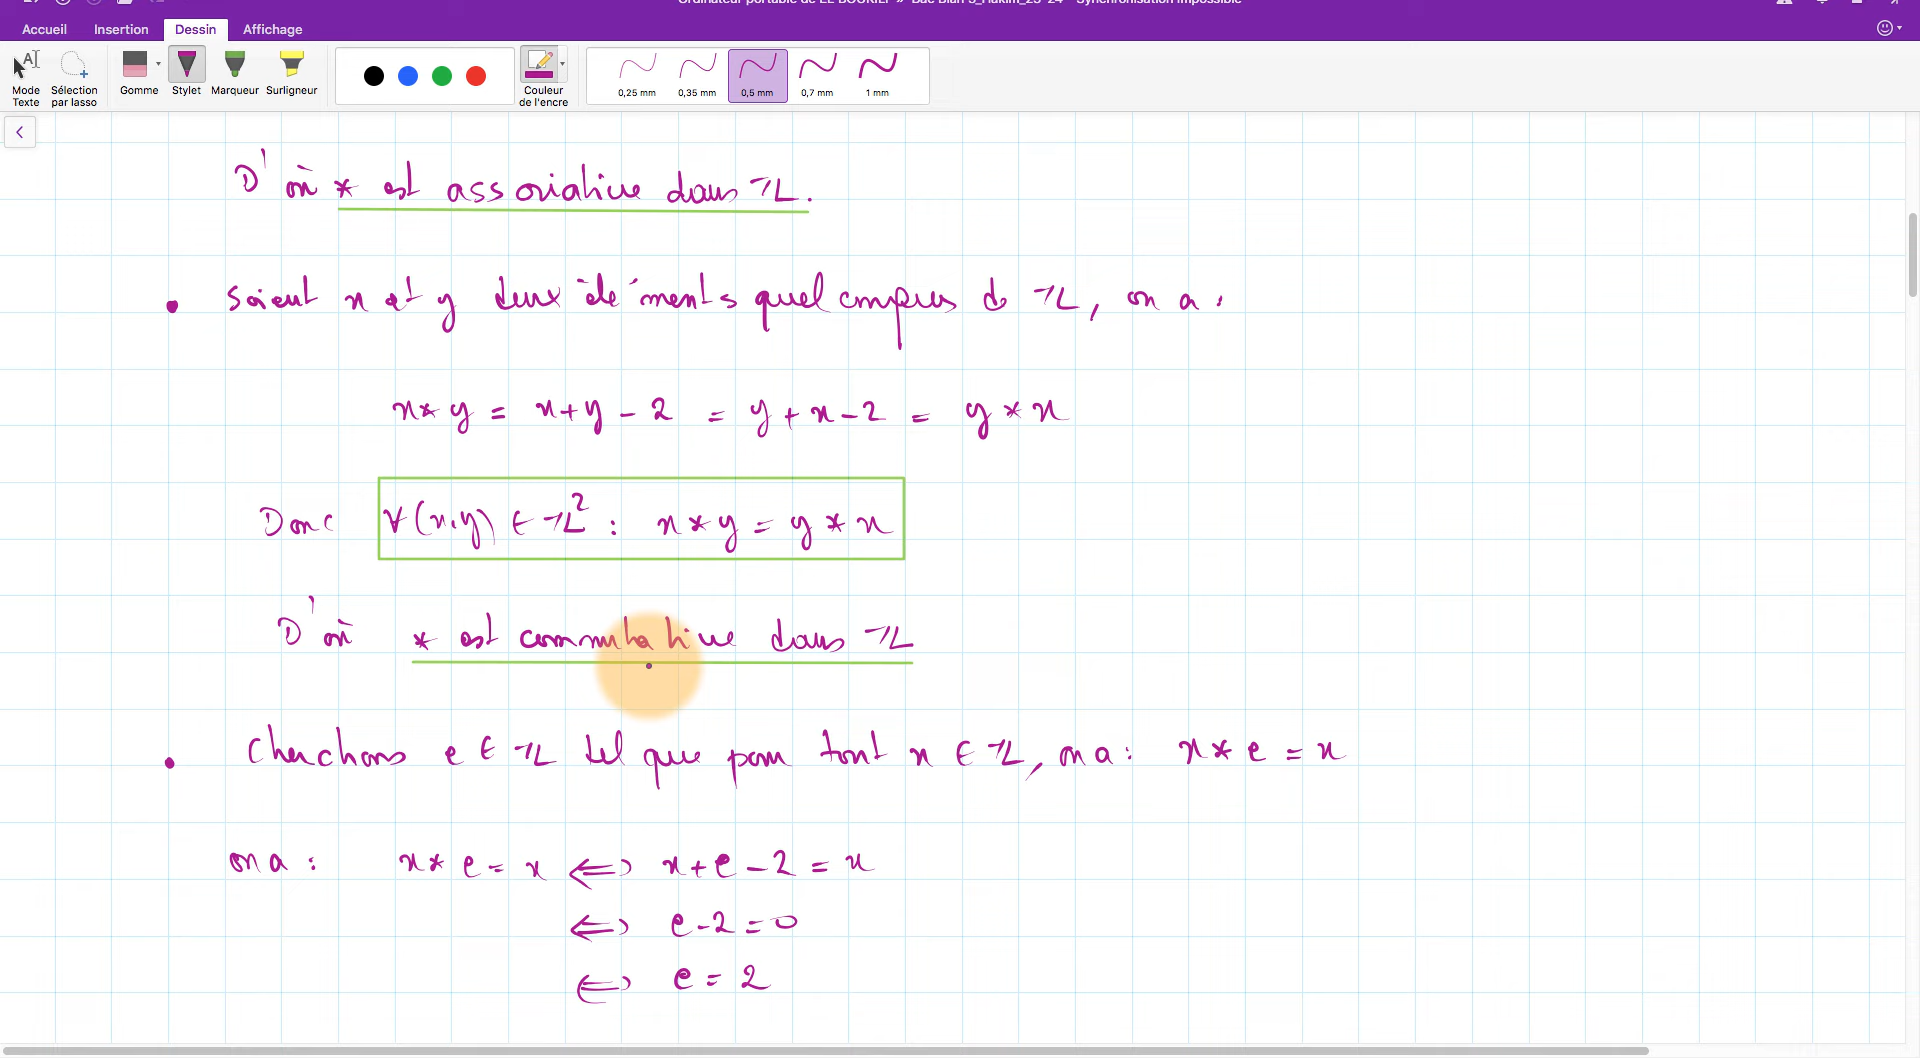 Accueil Insertion Dessin Affichage
Mode Texte Sélection par lasso Gomme Stylet Marqueur Surligneur Couleur de l'encre 0,25 mm 0,35 mm 0,5 mm 0,7 mm 1 mm
D'où * est associative dans ℤ.
• Soient x et y deux éléments quelconques de ℤ, on a :
x * y = x + y - 2 = y + x - 2 = y * x
Donc ∀(x,y) ∈ ℤ² : x * y = y * x
D'où * est commutative dans ℤ
• Cherchons e ∈ ℤ tel que pour tout x ∈ ℤ, on a : x * e = x
on a : x * e = x ⟺ x + e - 2 = x
⟺ e - 2 = 0
⟺ e = 2